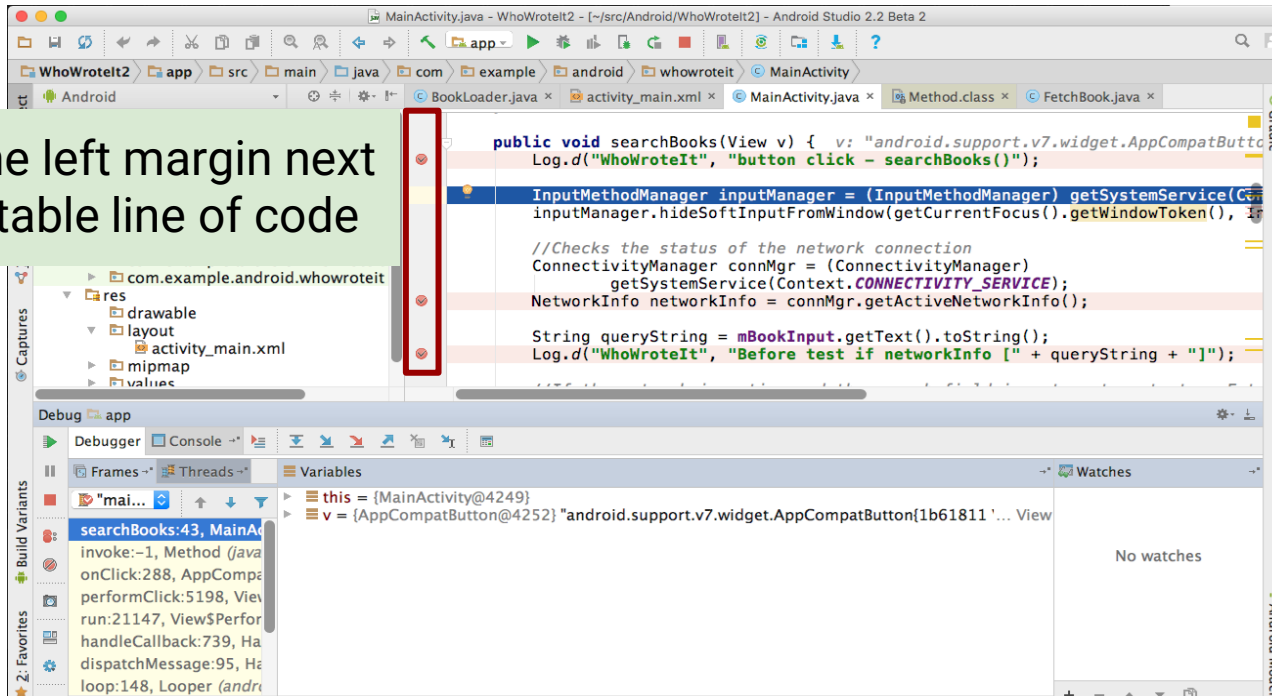 MainActivity.java - WhoWroteIt2 - [~/src/Android/WhoWroteIt2] - Android Studio 2.2 Beta 2
app
WhoWroteIt2 app src main java com example android whowroteit MainActivity
Android
BookLoader.java × activity_main.xml × MainActivity.java × Method.class × FetchBook.java ×
left margin next
line of code
public void searchBooks(View v) { v: "android.support.v7.widget.AppCompatButto
Log.d("WhoWroteIt", "button click – searchBooks()");
InputMethodManager inputManager = (InputMethodManager) getSystemService(
inputManager.hideSoftInputFromWindow(getCurrentFocus().getWindowToken(),
//Checks the status of the network connection
ConnectivityManager connMgr = (ConnectivityManager)
getSystemService(Context.CONNECTIVITY_SERVICE);
NetworkInfo networkInfo = connMgr.getActiveNetworkInfo();
String queryString = mBookInput.getText().toString();
Log.d("WhoWroteIt", "Before test if networkInfo [" + queryString + "]");
com.example.android.whowroteit
res
drawable
layout
activity_main.xml
mipmap
values
Captures
Build Variants
2: Favorites
Debug app
Debugger Console
Frames Threads Variables Watches
"mai...
this = {MainActivity@4249}
v = {AppCompatButton@4252} "android.support.v7.widget.AppCompatButton{1b61811 '... View
No watches
searchBooks:43, MainAc
invoke:–1, Method (java
onClick:288, AppCompa
performClick:5198, View
run:21147, View$Perfor
handleCallback:739, Ha
dispatchMessage:95, Ha
loop:148, Looper (andro